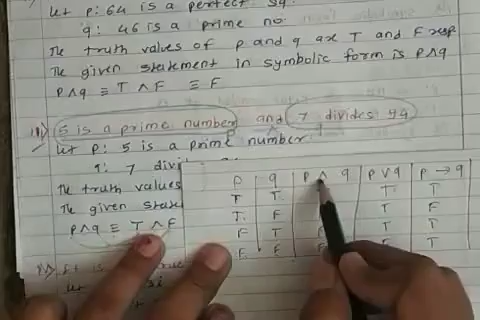 Let p: 64 is a perfect sq.
q: 46 is a prime no
The truth values of p and q are T and F resp
The given statement in symbolic form is p∧q
p∧q ≡ T ∧ F ≡ F
5 is a prime number and 7 divides
Let p: 5 is a prime number
q: 7 divi
The truth values
The given state
p∧q ≡ T ∧ F
p q p ∧ q p ∨ q p → q
T T T T
T F T F
F T T T
F F F T
is